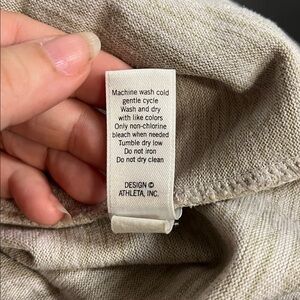 Machine wash cold
gentle cycle
Wash and dry
with like colors
Only non-chlorine
bleach when needed
Tumble dry low
Do not iron
Do not dry clean
DESIGN ©
ATHLETA, INC.